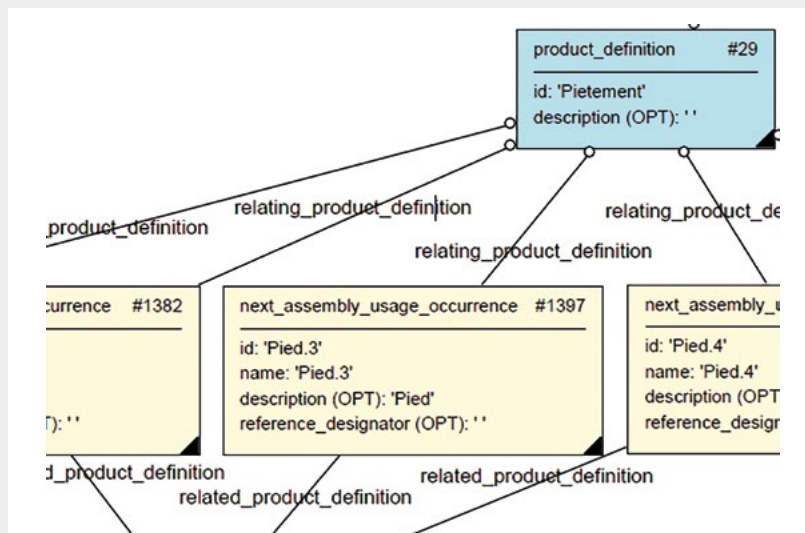 product_definition #29
id: 'Pietement'
description (OPT): ' '
relating_product_definition
relating_product_de
_product_definition
relating_product_definition
currence #1382
T): ' '
next_assembly_usage_occurrence #1397
id: 'Pied.3'
name: 'Pied.3'
description (OPT): 'Pied'
reference_designator (OPT): ' '
next_assembly_u
id: 'Pied.4'
name: 'Pied.4'
description (OPT
reference_design
d_product_definition
related_product_definition
related_product_definition